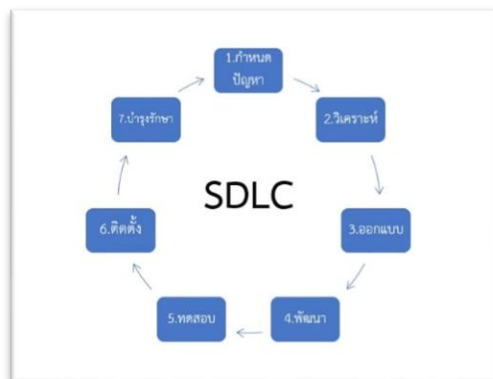 1.กำหนด
ปัญหา
2.วิเคราะห์
3.ออกแบบ
4.พัฒนา
5.ทดสอบ
6.ติดตั้ง
7.บำรุงรักษา
SDLC